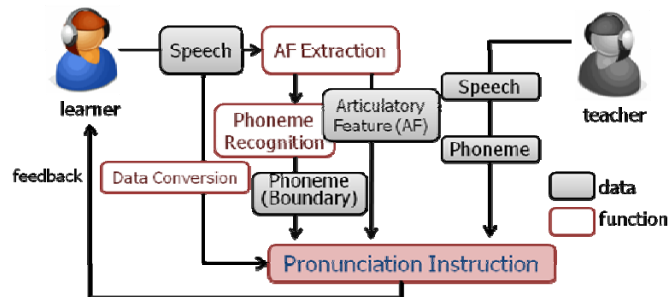 Speech
AF Extraction
learner
Speech
teacher
Articulatory
Feature (AF)
Phoneme
Recognition
Phoneme
feedback
Data Conversion
Phoneme
(Boundary)
data
function
Pronunciation Instruction